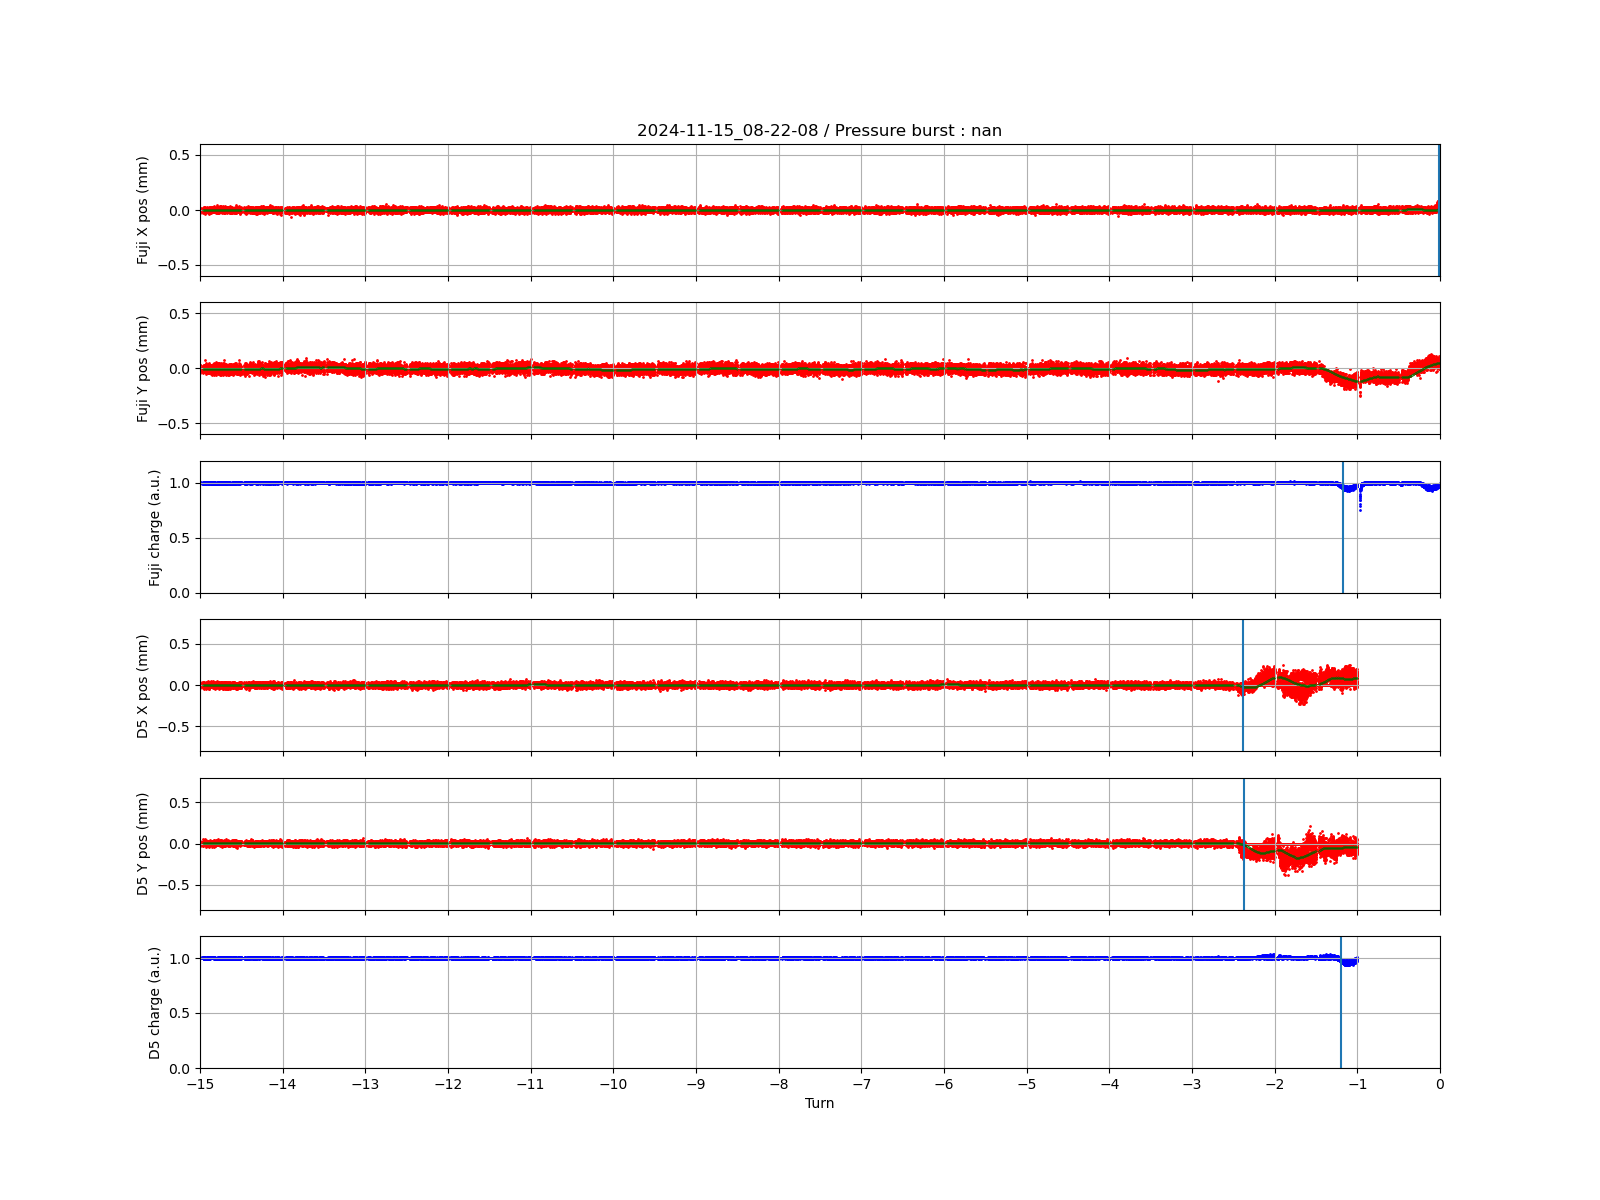 2024-11-15_08-22-08 / Pressure burst : nan
Fuji X pos (mm)
0.5
0.0
−0.5
Fuji Y pos (mm)
0.5
0.0
−0.5
Fuji charge (a.u.)
1.0
0.5
0.0
D5 X pos (mm)
0.5
0.0
−0.5
D5 Y pos (mm)
0.5
0.0
−0.5
D5 charge (a.u.)
1.0
0.5
0.0
−15 −14 −13 −12 −11 −10 −9 −8 −7 −6 −5 −4 −3 −2 −1 0
Turn